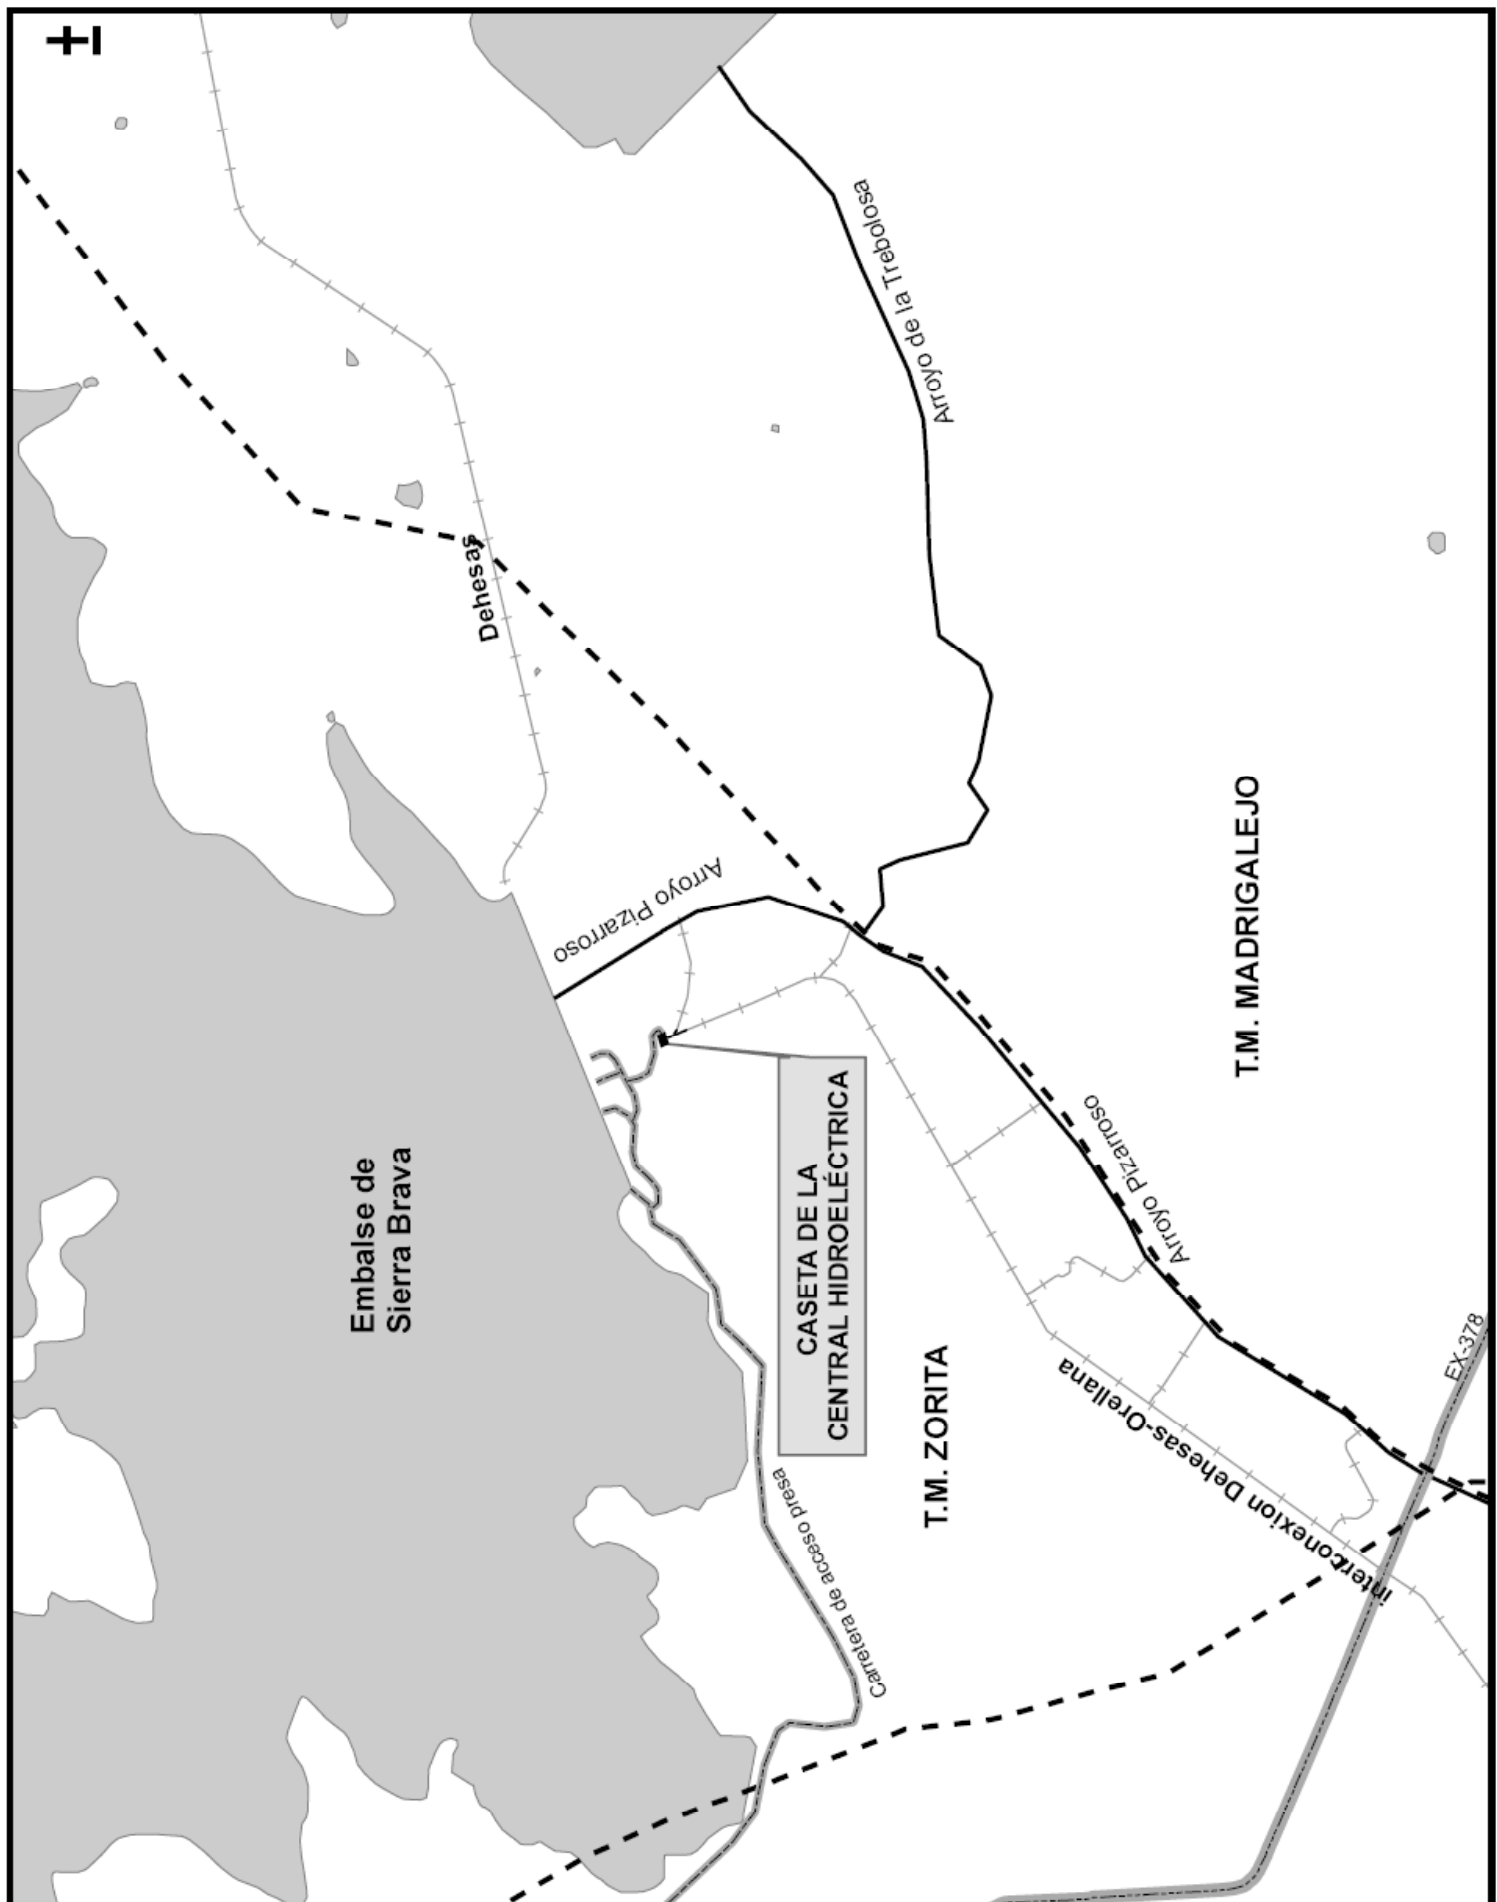 Arroyo de la Trebolosa
Dehesas
Arroyo Pizarroso
T.M. MADRIGALEJO
Embalse de
Sierra Brava
CASETA DE LA
CENTRAL HIDROELÉCTRICA
Arroyo Pizarroso
T.M. ZORITA
interconexion Dehesas-Orellana
EX-378
Carretera de acceso presa